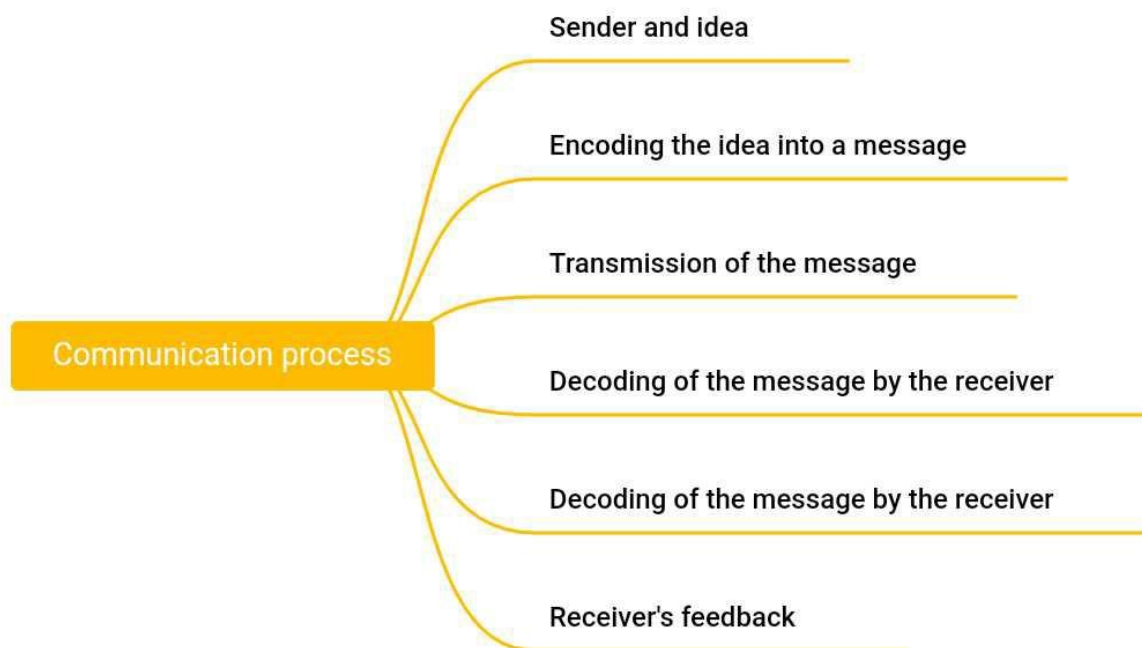 Sender and idea
Encoding the idea into a message
Transmission of the message
Communication process
Decoding of the message by the receiver
Decoding of the message by the receiver
Receiver's feedback